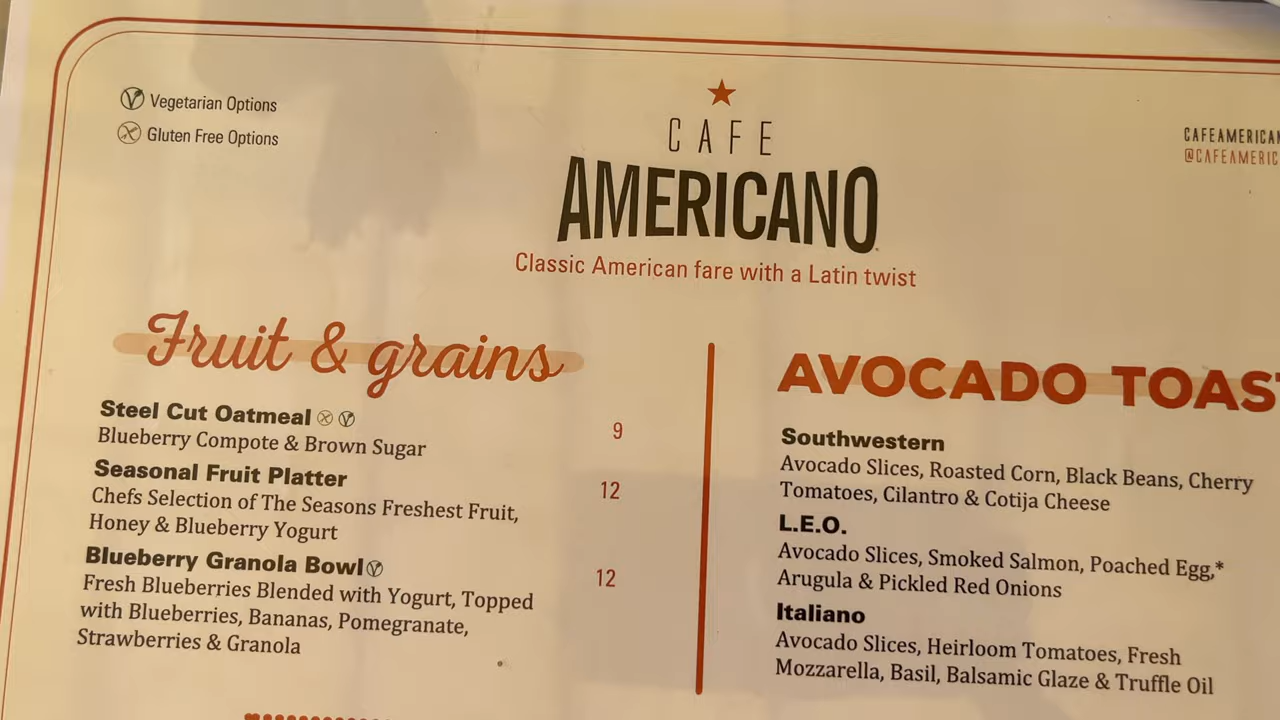 Vegetarian Options
Gluten Free Options
CAFE
AMERICANO
Classic American fare with a Latin twist
Fruit & grains
Steel Cut Oatmeal
9
Blueberry Compote & Brown Sugar
Seasonal Fruit Platter
12
Chefs Selection of The Seasons Freshest Fruit,
Honey & Blueberry Yogurt
Blueberry Granola Bowl
12
Fresh Blueberries Blended with Yogurt, Topped
with Blueberries, Bananas, Pomegranate,
Strawberries & Granola
AVOCADO
Southwestern
Avocado Slices, Roasted Corn, Black Beans, Cherry
Tomatoes, Cilantro & Cotija Cheese
L.E.O.
Avocado Slices, Smoked Salmon, Poached Egg,*
Arugula & Pickled Red Onions
Italiano
Avocado Slices, Heirloom Tomatoes, Fresh
Mozzarella, Basil, Balsamic Glaze & Truffle Oil